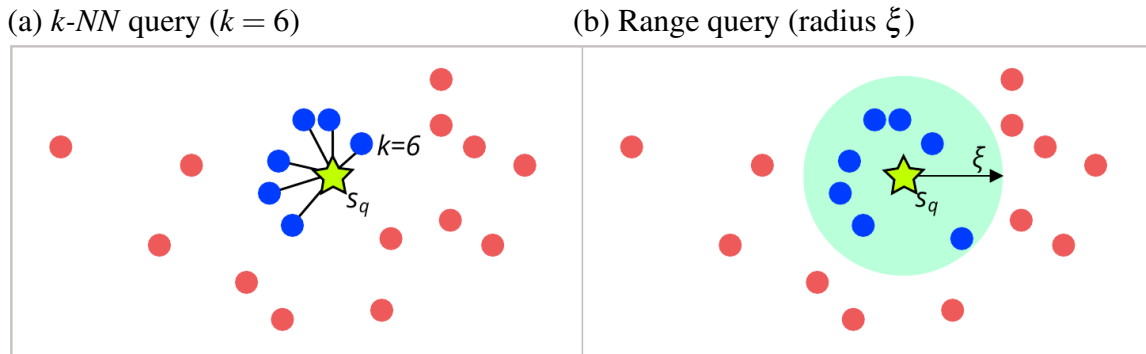 (a) k-NN query (k = 6)
(b) Range query (radius ξ)
k=6
s_q
ξ
s_q